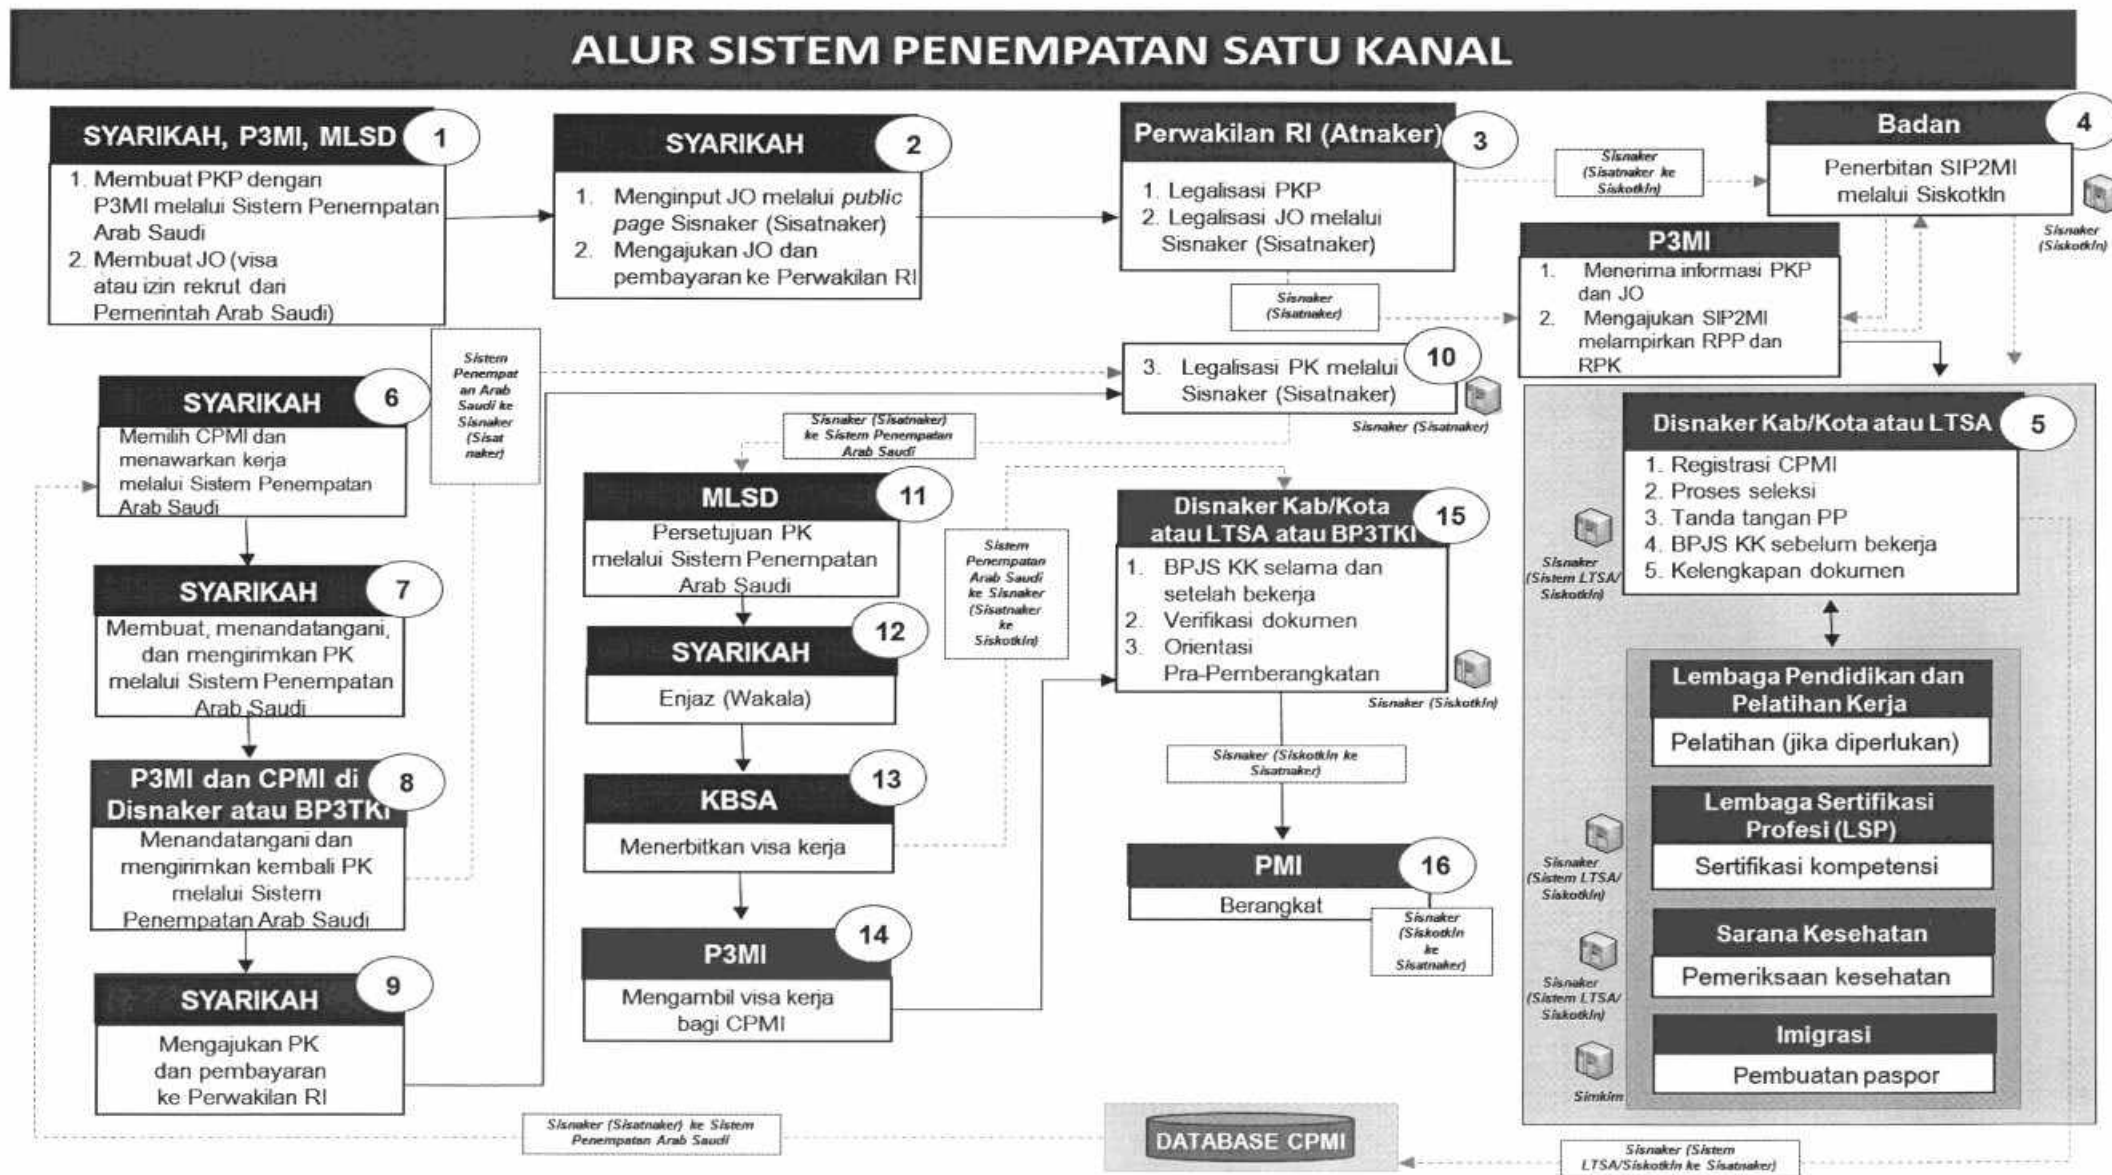 ALUR SISTEM PENEMPATAN SATU KANAL
SYARIKAH, P3MI, MLSD
1
1. Membuat PKP dengan
P3MI melalui Sistem Penempatan
Arab Saudi
2. Membuat JO (visa
atau izin rekrut dari
Pemerintah Arab Saudi)
SYARIKAH
2
1. Menginput JO melalui public
page Sisnaker (Sisatnaker)
2. Mengajukan JO dan
pembayaran ke Perwakilan RI
Perwakilan RI (Atnaker)
3
1. Legalisasi PKP
2. Legalisasi JO melalui
Sisnaker (Sisatnaker)
Sisnaker
(Sisatnaker ke
Siskotkln)
Badan
4
Penerbitan SIP2MI
melalui Siskotkln
Sisnaker
(Siskotkln)
Sisnaker
(Sisatnaker)
P3MI
1. Menerima informasi PKP
dan JO
2. Mengajukan SIP2MI
melampirkan RPP dan
RPK
Disnaker Kab/Kota atau LTSA
5
1. Registrasi CPMI
2. Proses seleksi
3. Tanda tangan PP
4. BPJS KK sebelum bekerja
5. Kelengkapan dokumen
Sisnaker
(Sistem LTSA/
Siskotkln)
Lembaga Pendidikan dan
Pelatihan Kerja
Pelatihan (jika diperlukan)
Lembaga Sertifikasi
Profesi (LSP)
Sertifikasi kompetensi
Sisnaker
(Sistem LTSA/
Siskotkln)
Sarana Kesehatan
Pemeriksaan kesehatan
Sisnaker
(Sistem LTSA/
Siskotkln)
Imigrasi
Pembuatan paspor
Simkim
Sisnaker (Sistem
LTSA/Siskotkln ke Sisatnaker)
DATABASE CPMI
Sisnaker (Sisatnaker) ke Sistem
Penempatan Arab Saudi
SYARIKAH
6
Memilih CPMI dan
menawarkan kerja
melalui Sistem Penempatan
Arab Saudi
SYARIKAH
7
Membuat, menandatangani,
dan mengirimkan PK
melalui Sistem Penempatan
Arab Saudi
P3MI dan CPMI di
Disnaker atau BP3TKI
8
Menandatangani dan
mengirimkan kembali PK
melalui Sistem
Penempatan Arab Saudi
Sistem
Penempat
an Arab
Saudi ke
Sisnaker
(Sisat
naker)
SYARIKAH
9
Mengajukan PK
dan pembayaran
ke Perwakilan RI
10
3. Legalisasi PK melalui
Sisnaker (Sisatnaker)
Sisnaker (Sisatnaker)
Sisnaker (Sisatnaker)
ke Sistem Penempatan
Arab Saudi
MLSD
11
Persetujuan PK
melalui Sistem Penempatan
Arab Saudi
SYARIKAH
12
Enjaz (Wakala)
KBSA
13
Menerbitkan visa kerja
Sistem
Penempatan
Arab Saudi
ke Sisnaker
(Sisatnaker
ke
Siskotkln)
P3MI
14
Mengambil visa kerja
bagi CPMI
Disnaker Kab/Kota
atau LTSA atau BP3TKI
15
1. BPJS KK selama dan
setelah bekerja
2. Verifikasi dokumen
3. Orientasi
Pra-Pemberangkatan
Sisnaker (Siskotkln)
Sisnaker (Siskotkln ke
Sisatnaker)
PMI
16
Berangkat
Sisnaker
(Siskotkln
ke
Sisatnaker)